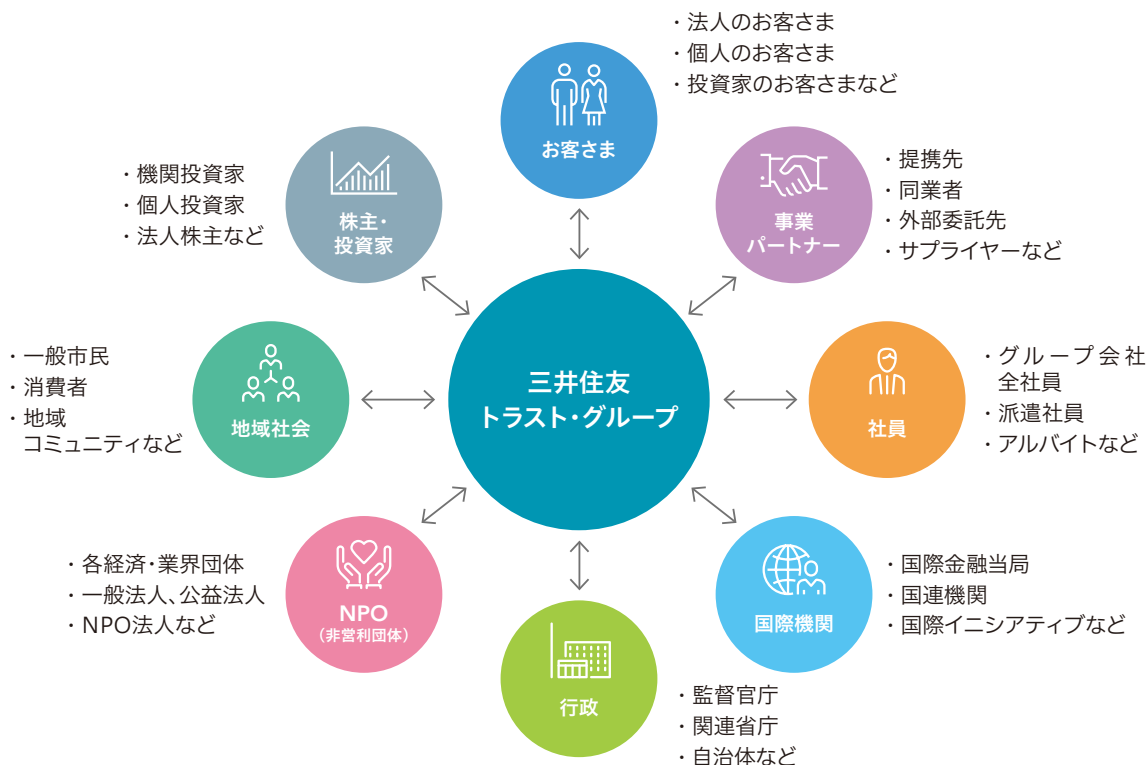 ・法人のお客さま
・個人のお客さま
・投資家のお客さまなど
お客さま
・提携先
・同業者
・外部委託先
・サプライヤーなど
事業
パートナー
・機関投資家
・個人投資家
・法人株主など
株主・
投資家
三井住友
トラスト・グループ
・一般市民
・消費者
・地域
コミュニティなど
地域社会
社員
・グループ会社
全社員
・派遣社員
・アルバイトなど
・各経済・業界団体
・一般法人、公益法人
・NPO法人など
NPO
(非営利団体)
国際機関
・国際金融当局
・国連機関
・国際イニシアティブなど
行政
・監督官庁
・関連省庁
・自治体など